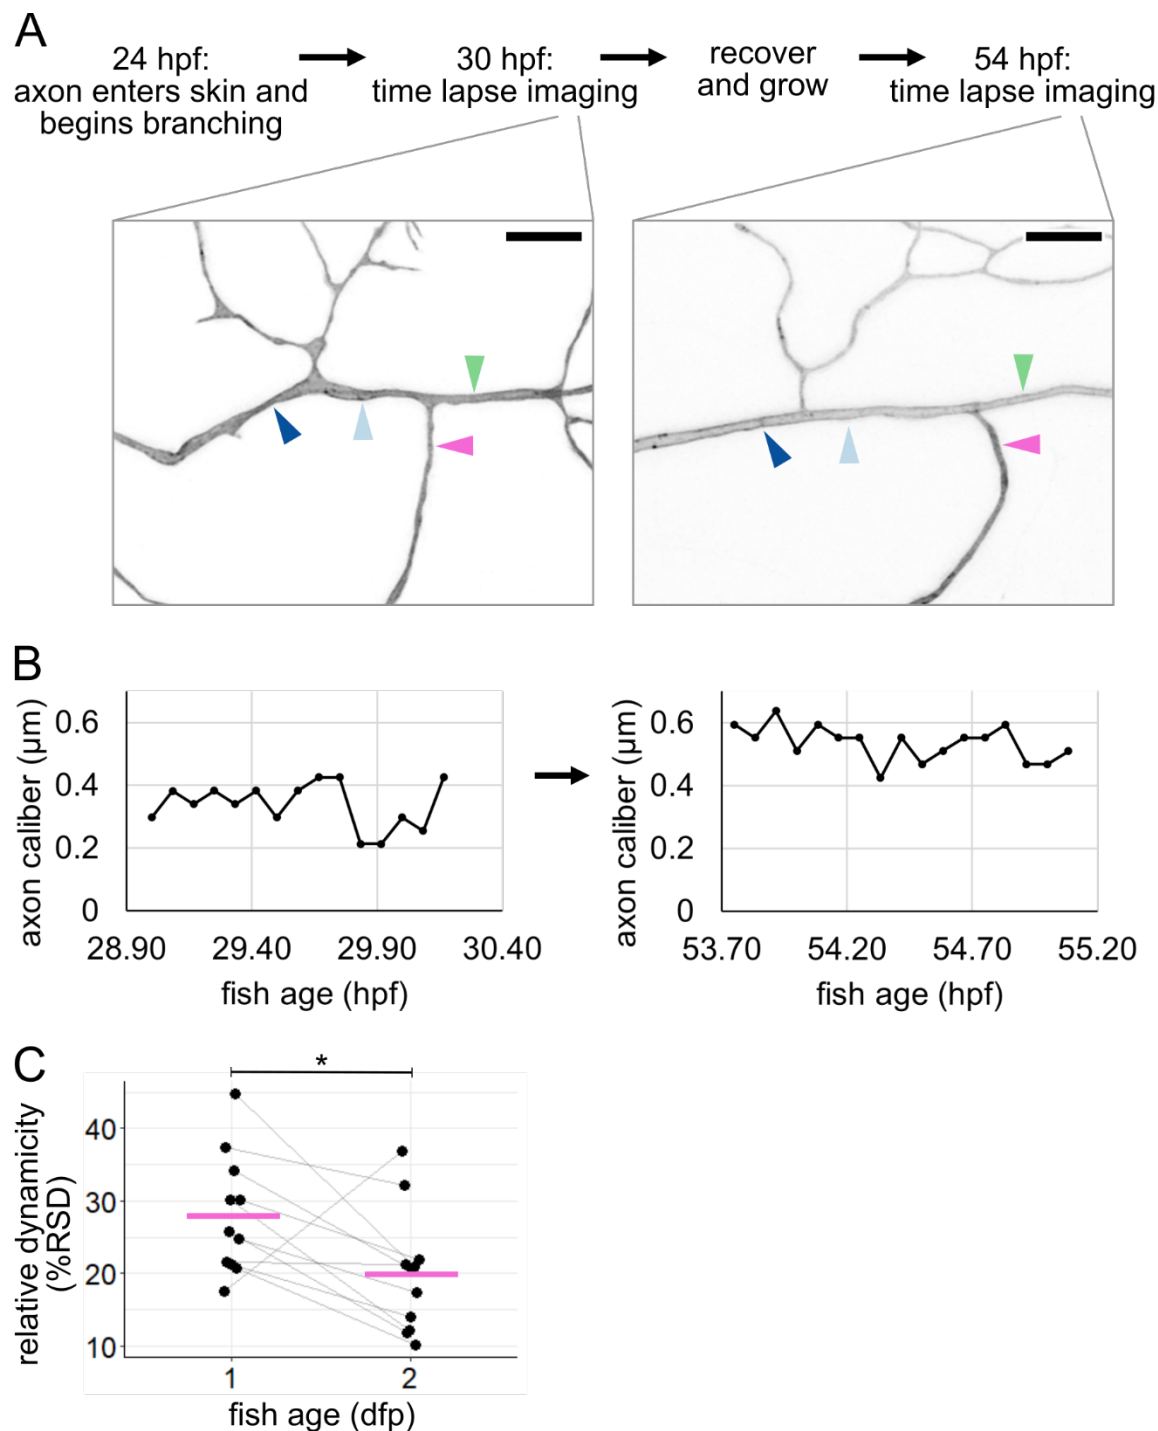 A
24 hpf:
axon enters skin and
begins branching
30 hpf:
time lapse imaging
recover
and grow
54 hpf:
time lapse imaging
B
axon caliber (µm)
0.6
0.4
0.2
0
28.90 29.40 29.90 30.40
fish age (hpf)
axon caliber (µm)
0.6
0.4
0.2
0
53.70 54.20 54.70 55.20
fish age (hpf)
C
*
relative dynamicity
(%RSD)
40
30
20
10
1 2
fish age (dfp)